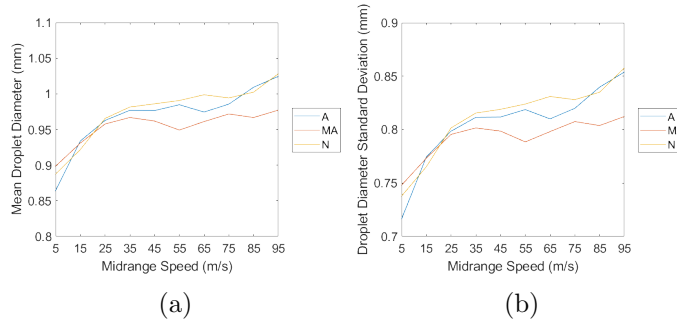 1.1
1.05
1
0.95
0.9
0.85
0.8
Mean Droplet Diameter (mm)
5 15 25 35 45 55 65 75 85 95
Midrange Speed (m/s)
A
MA
N
(a)
0.9
0.85
0.8
0.75
0.7
Droplet Diameter Standard Deviation (mm)
5 15 25 35 45 55 65 75 85 95
Midrange Speed (m/s)
A
M
N
(b)